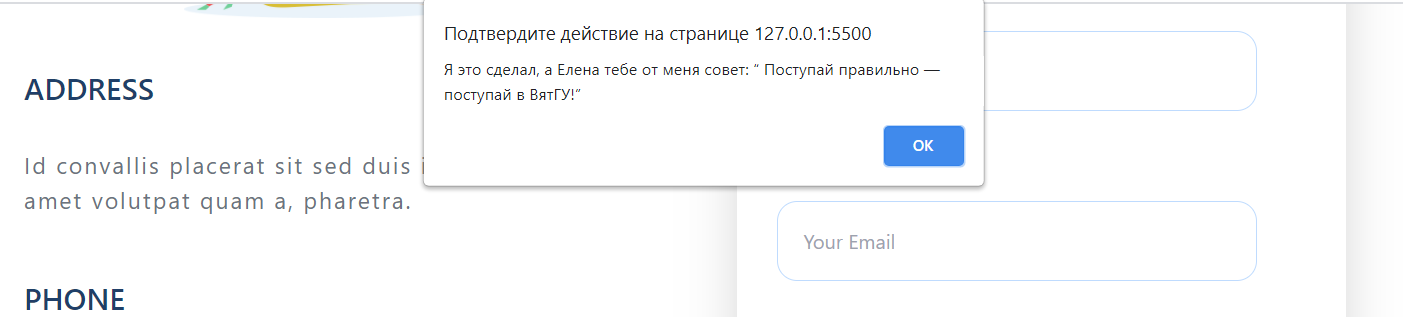 Подтвердите действие на странице 127.0.0.1:5500
Я это сделал, а Елена тебе от меня совет: “ Поступай правильно —
поступай в ВятГУ!”
OK
ADDRESS
Id convallis placerat sit sed duis
amet volutpat quam a, pharetra.
PHONE
Your Email